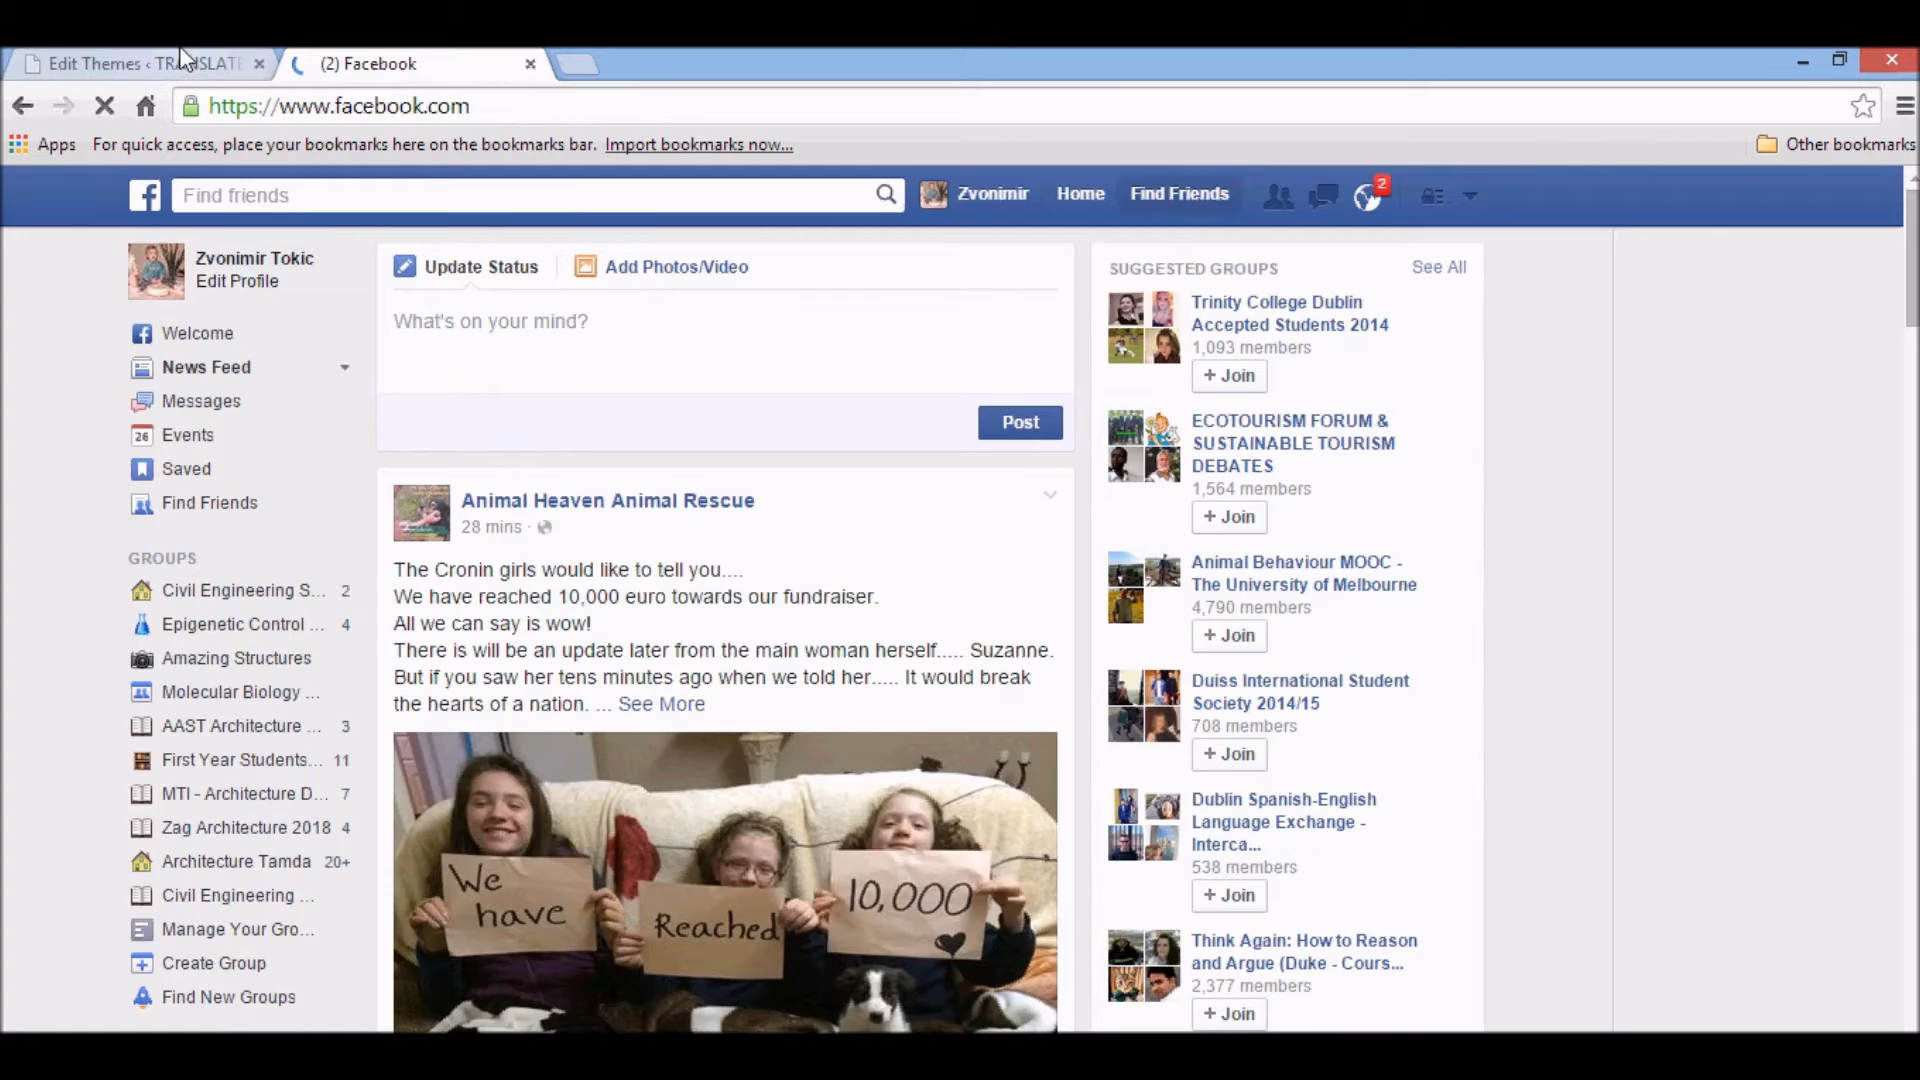 Edit Themes ‹ TRANSLATE
(2) Facebook
https://www.facebook.com
Apps
For quick access, place your bookmarks here on the bookmarks bar. Import bookmarks now...
Other bookmarks
Find friends
Zvonimir
Home
Find Friends
2
Zvonimir Tokic
Edit Profile
Welcome
News Feed
Messages
26 Events
Saved
Find Friends
GROUPS
Civil Engineering S... 2
Epigenetic Control ... 4
Amazing Structures
Molecular Biology ...
AAST Architecture ... 3
First Year Students... 11
MTI - Architecture D... 7
Zag Architecture 2018 4
Architecture Tamda 20+
Civil Engineering ...
Manage Your Gro...
Create Group
Find New Groups
Update Status
Add Photos/Video
What's on your mind?
Post
Animal Heaven Animal Rescue
28 mins ·
The Cronin girls would like to tell you....
We have reached 10,000 euro towards our fundraiser.
All we can say is wow!
There is will be an update later from the main woman herself..... Suzanne.
But if you saw her tens minutes ago when we told her..... It would break
the hearts of a nation. ... See More
We
have
Reached
10,000
SUGGESTED GROUPS
See All
Trinity College Dublin
Accepted Students 2014
1,093 members
+ Join
ECOTOURISM FORUM &
SUSTAINABLE TOURISM
DEBATES
1,564 members
+ Join
Animal Behaviour MOOC -
The University of Melbourne
4,790 members
+ Join
Duiss International Student
Society 2014/15
708 members
+ Join
Dublin Spanish-English
Language Exchange -
Interca...
538 members
+ Join
Think Again: How to Reason
and Argue (Duke - Cours...
2,377 members
+ Join